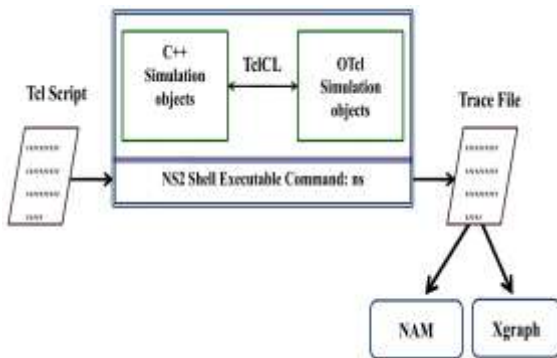 C++
Simulation
objects
TclCL
OTcl
Simulation
objects
Tcl Script
Trace File
NS2 Shell Executable Command: ns
NAM
Xgraph